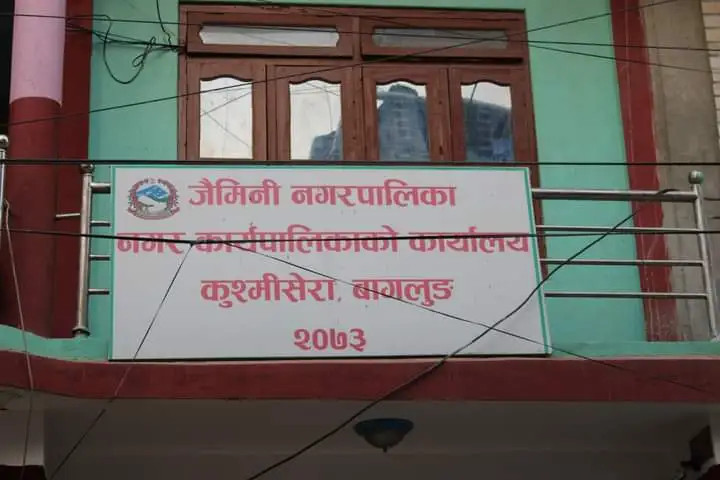 जैमिनी नगरपालिका
नगर कार्यपालिकाको कार्यालय
कुश्मीसेरा, बागलुङ
२०७३